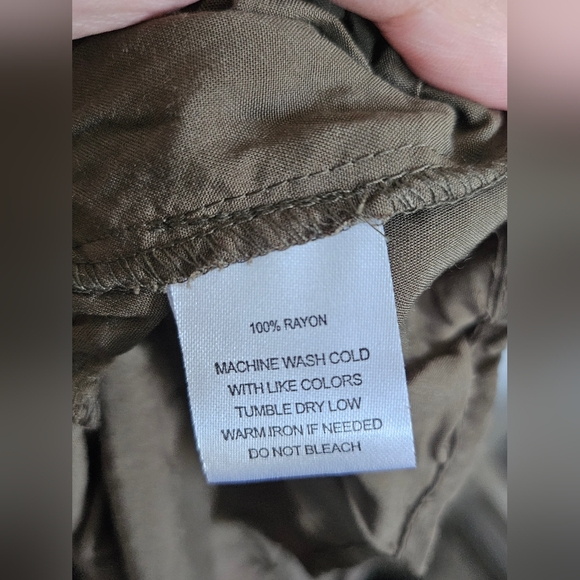 100% RAYON
MACHINE WASH COLD
WITH LIKE COLORS
TUMBLE DRY LOW
WARM IRON IF NEEDED
DO NOT BLEACH